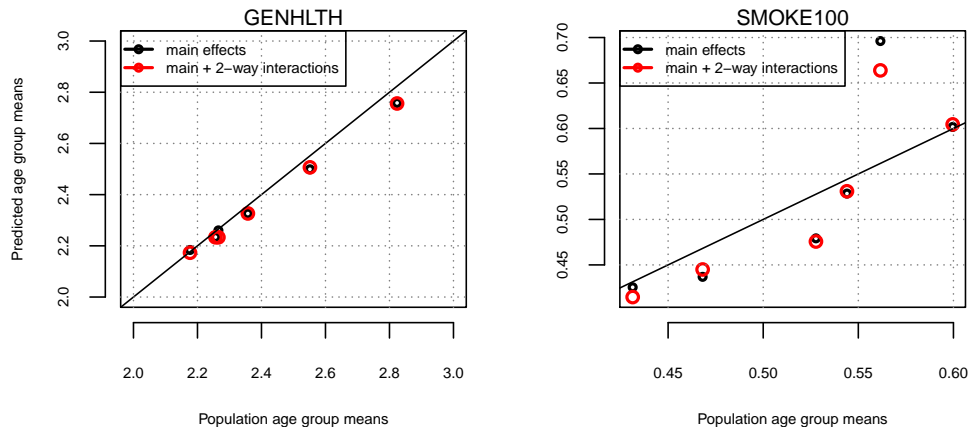 GENHLTH
main effects
main + 2−way interactions
Predicted age group means
3.0
2.8
2.6
2.4
2.2
2.0
2.0 2.2 2.4 2.6 2.8 3.0
Population age group means
SMOKE100
main effects
main + 2−way interactions
0.70
0.65
0.60
0.55
0.50
0.45
0.45 0.50 0.55 0.60
Population age group means